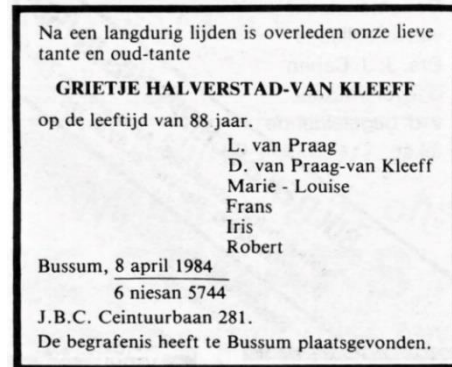 Na een langdurig lijden is overleden onze lieve
tante en oud-tante
GRIETJE HALVERSTAD-VAN KLEEFF
op de leeftijd van 88 jaar.
L. van Praag
D. van Praag-van Kleeff
Marie - Louise
Frans
Iris
Robert
Bussum, 8 april 1984
6 niesan 5744
J.B.C. Ceintuurbaan 281.
De begrafenis heeft te Bussum plaatsgevonden.